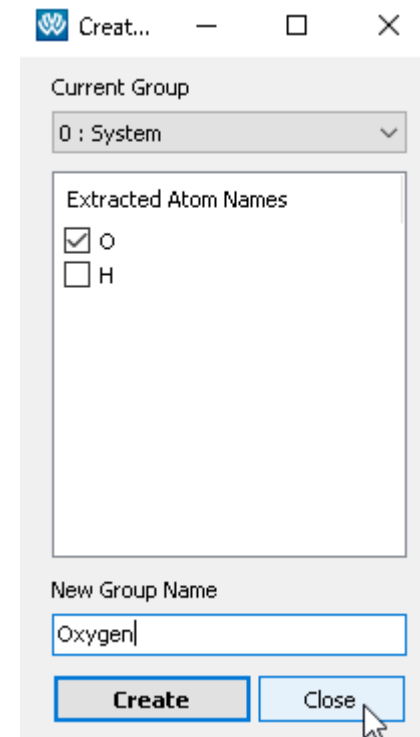 Creat...
Current Group
0 : System
Extracted Atom Names
O
H
New Group Name
Oxygen
Create
Close